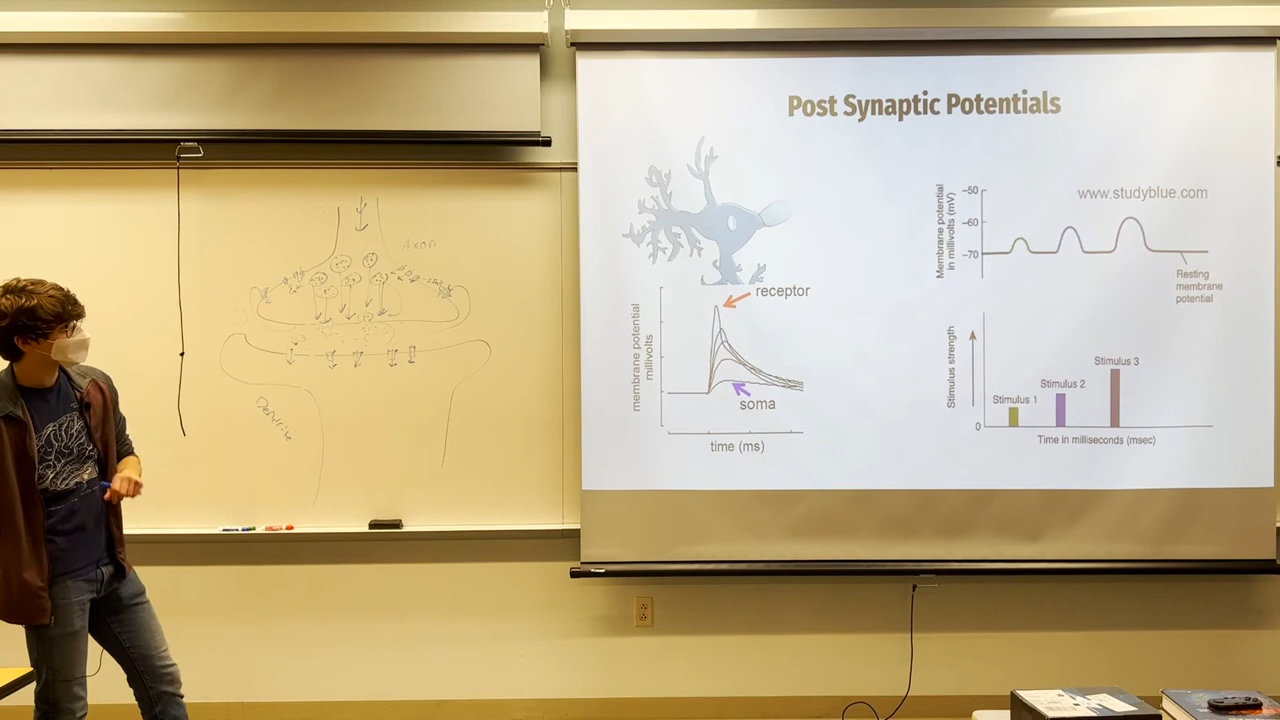 Axon
Dendrite
Post Synaptic Potentials
receptor
soma
membrane potential
millivolts
time (ms)
www.studyblue.com
Membrane potential
in millivolts (mV)
−50
−60
−70
Resting
membrane
potential
Stimulus strength
Stimulus 1
Stimulus 2
Stimulus 3
0
Time in milliseconds (msec)